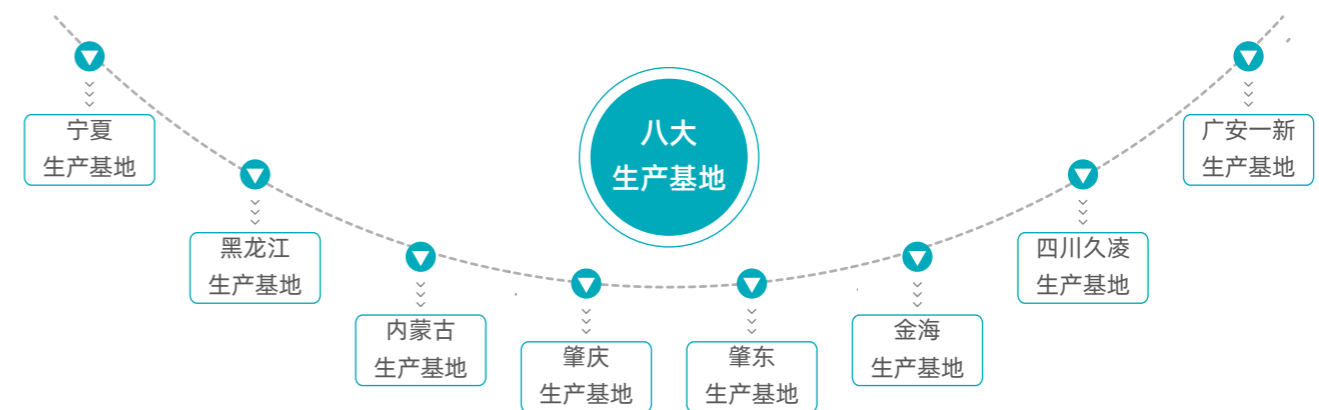 八大
生产基地
宁夏
生产基地
黑龙江
生产基地
内蒙古
生产基地
肇庆
生产基地
肇东
生产基地
金海
生产基地
四川久凌
生产基地
广安一新
生产基地